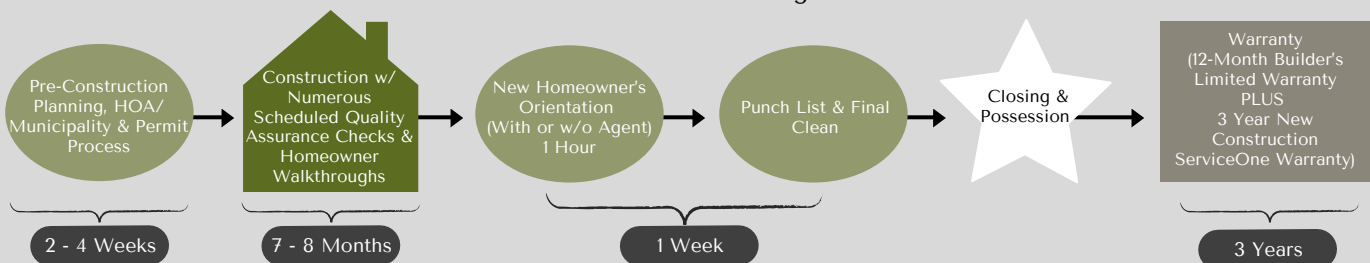 Pre-Construction
Planning, HOA/
Municipality & Permit
Process
Construction w/
Numerous
Scheduled Quality
Assurance Checks &
Homeowner
Walkthroughs
New Homeowner's
Orientation
(With or w/o Agent)
1 Hour
Punch List & Final
Clean
Closing &
Possession
Warranty
(12-Month Builder's
Limited Warranty
PLUS
3 Year New
Construction
ServiceOne Warranty)
2 - 4 Weeks
7 - 8 Months
1 Week
3 Years